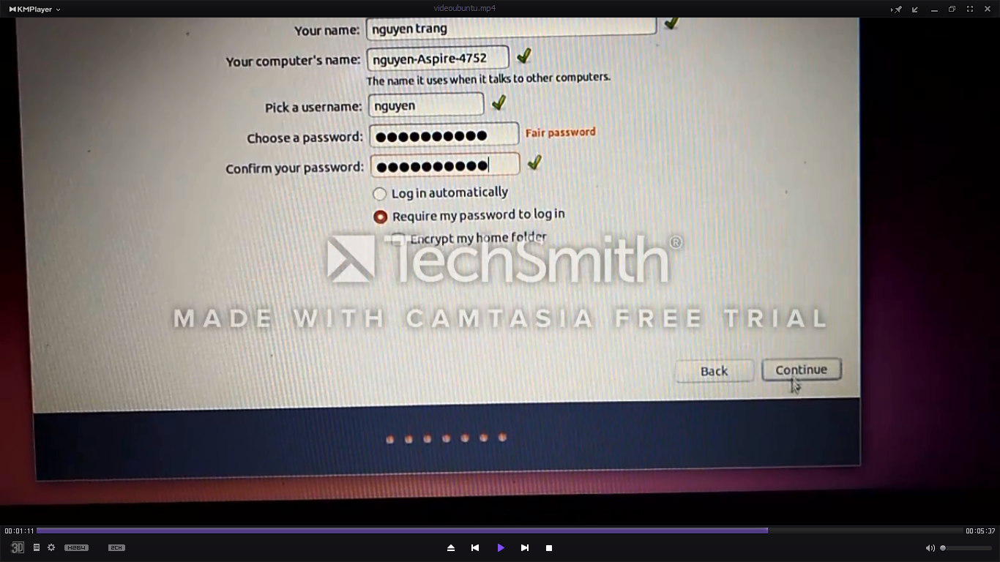 KMPlayer
videoubuntu.mp4
Your name: nguyen trang
Your computer's name: nguyen-Aspire-4752
The name it uses when it talks to other computers.
Pick a username: nguyen
Choose a password: ●●●●●●●●●● Fair password
Confirm your password: ●●●●●●●●●●
Log in automatically
Require my password to log in
Encrypt my home folder
TechSmith®
MADE WITH CAMTASIA FREE TRIAL
Back Continue
00:01:11 00:05:37
3D H264 2CH